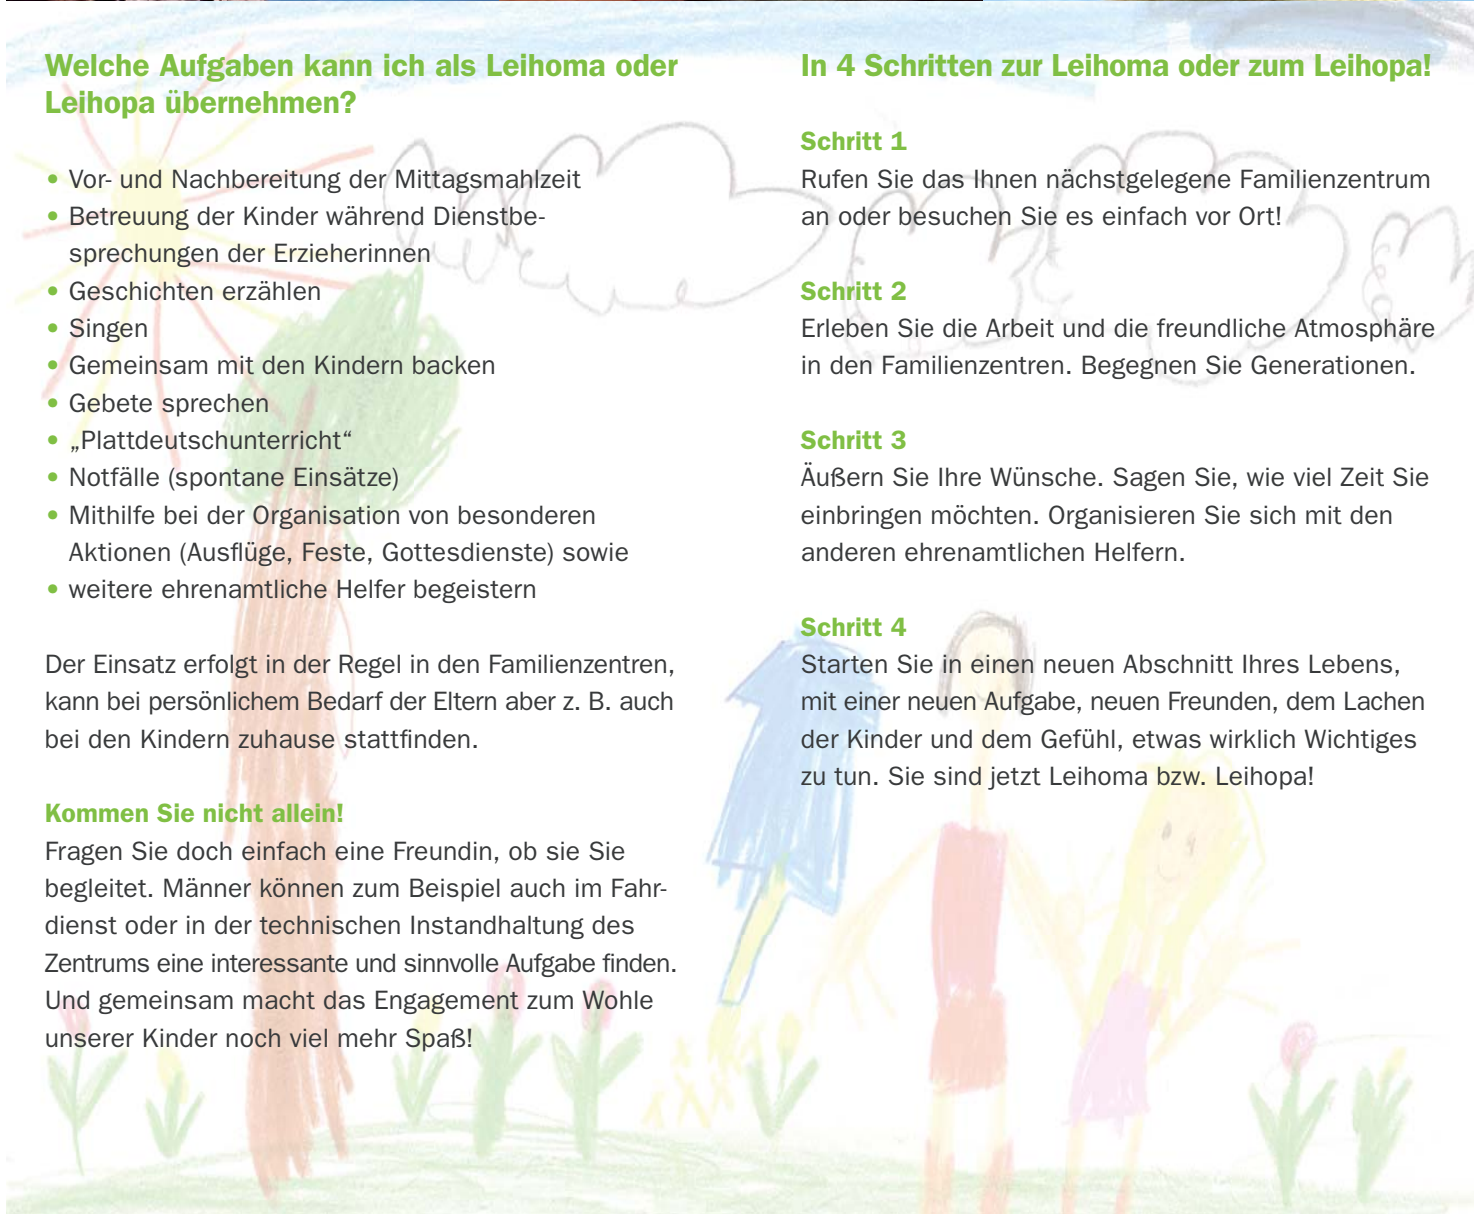 Welche Aufgaben kann ich als Leihoma oder
Leihopa übernehmen?
• Vor- und Nachbereitung der Mittagsmahlzeit
• Betreuung der Kinder während Dienstbe-
sprechungen der Erzieherinnen
• Geschichten erzählen
• Singen
• Gemeinsam mit den Kindern backen
• Gebete sprechen
• „Plattdeutschunterricht“
• Notfälle (spontane Einsätze)
• Mithilfe bei der Organisation von besonderen
Aktionen (Ausflüge, Feste, Gottesdienste) sowie
• weitere ehrenamtliche Helfer begeistern
Der Einsatz erfolgt in der Regel in den Familienzentren,
kann bei persönlichem Bedarf der Eltern aber z. B. auch
bei den Kindern zuhause stattfinden.
Kommen Sie nicht allein!
Fragen Sie doch einfach eine Freundin, ob sie Sie
begleitet. Männer können zum Beispiel auch im Fahr-
dienst oder in der technischen Instandhaltung des
Zentrums eine interessante und sinnvolle Aufgabe finden.
Und gemeinsam macht das Engagement zum Wohle
unserer Kinder noch viel mehr Spaß!
In 4 Schritten zur Leihoma oder zum Leihopa!
Schritt 1
Rufen Sie das Ihnen nächstgelegene Familienzentrum
an oder besuchen Sie es einfach vor Ort!
Schritt 2
Erleben Sie die Arbeit und die freundliche Atmosphäre
in den Familienzentren. Begegnen Sie Generationen.
Schritt 3
Äußern Sie Ihre Wünsche. Sagen Sie, wie viel Zeit Sie
einbringen möchten. Organisieren Sie sich mit den
anderen ehrenamtlichen Helfern.
Schritt 4
Starten Sie in einen neuen Abschnitt Ihres Lebens,
mit einer neuen Aufgabe, neuen Freunden, dem Lachen
der Kinder und dem Gefühl, etwas wirklich Wichtiges
zu tun. Sie sind jetzt Leihoma bzw. Leihopa!